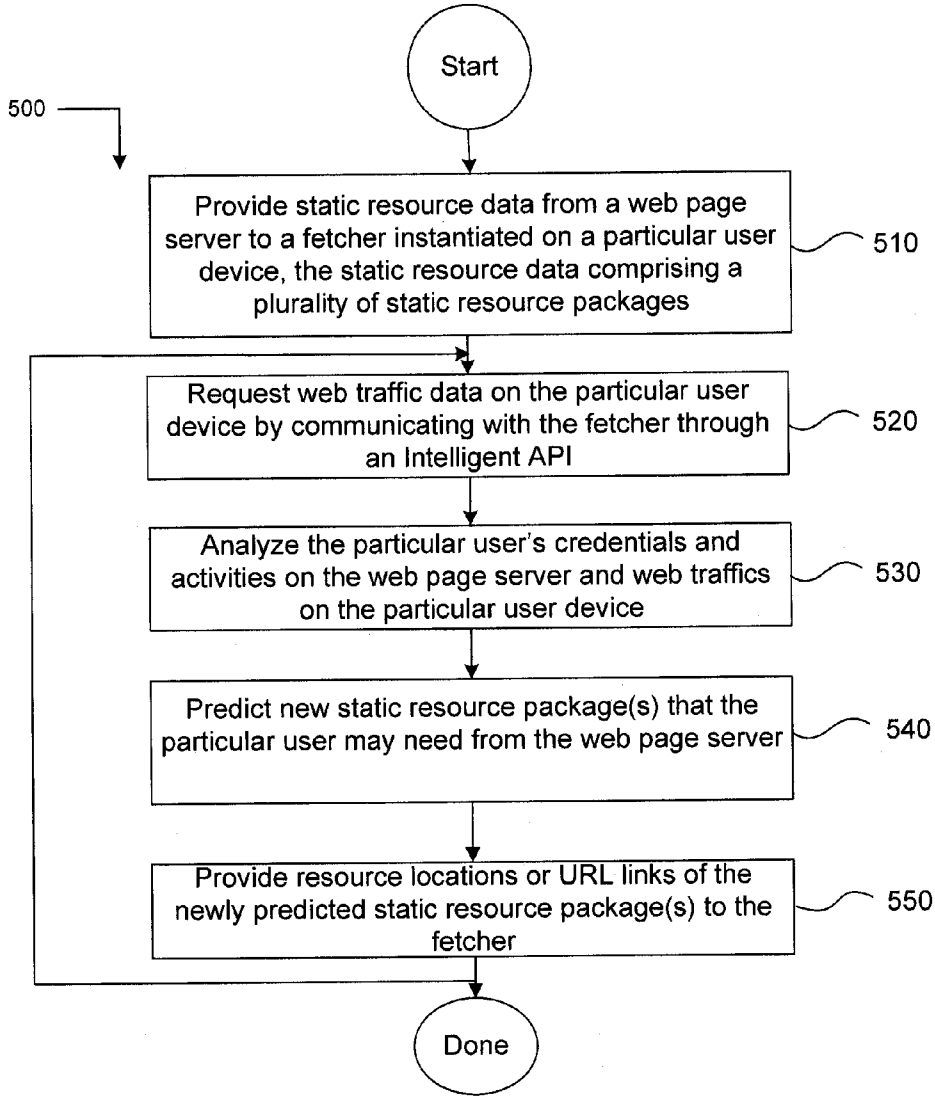 Start
500
Provide static resource data from a web page
server to a fetcher instantiated on a particular user
device, the static resource data comprising a
plurality of static resource packages
510
Request web traffic data on the particular user
device by communicating with the fetcher through
an Intelligent API
520
Analyze the particular user's credentials and
activities on the web page server and web traffics
on the particular user device
530
Predict new static resource package(s) that the
particular user may need from the web page server
540
Provide resource locations or URL links of the
newly predicted static resource package(s) to the
fetcher
550
Done